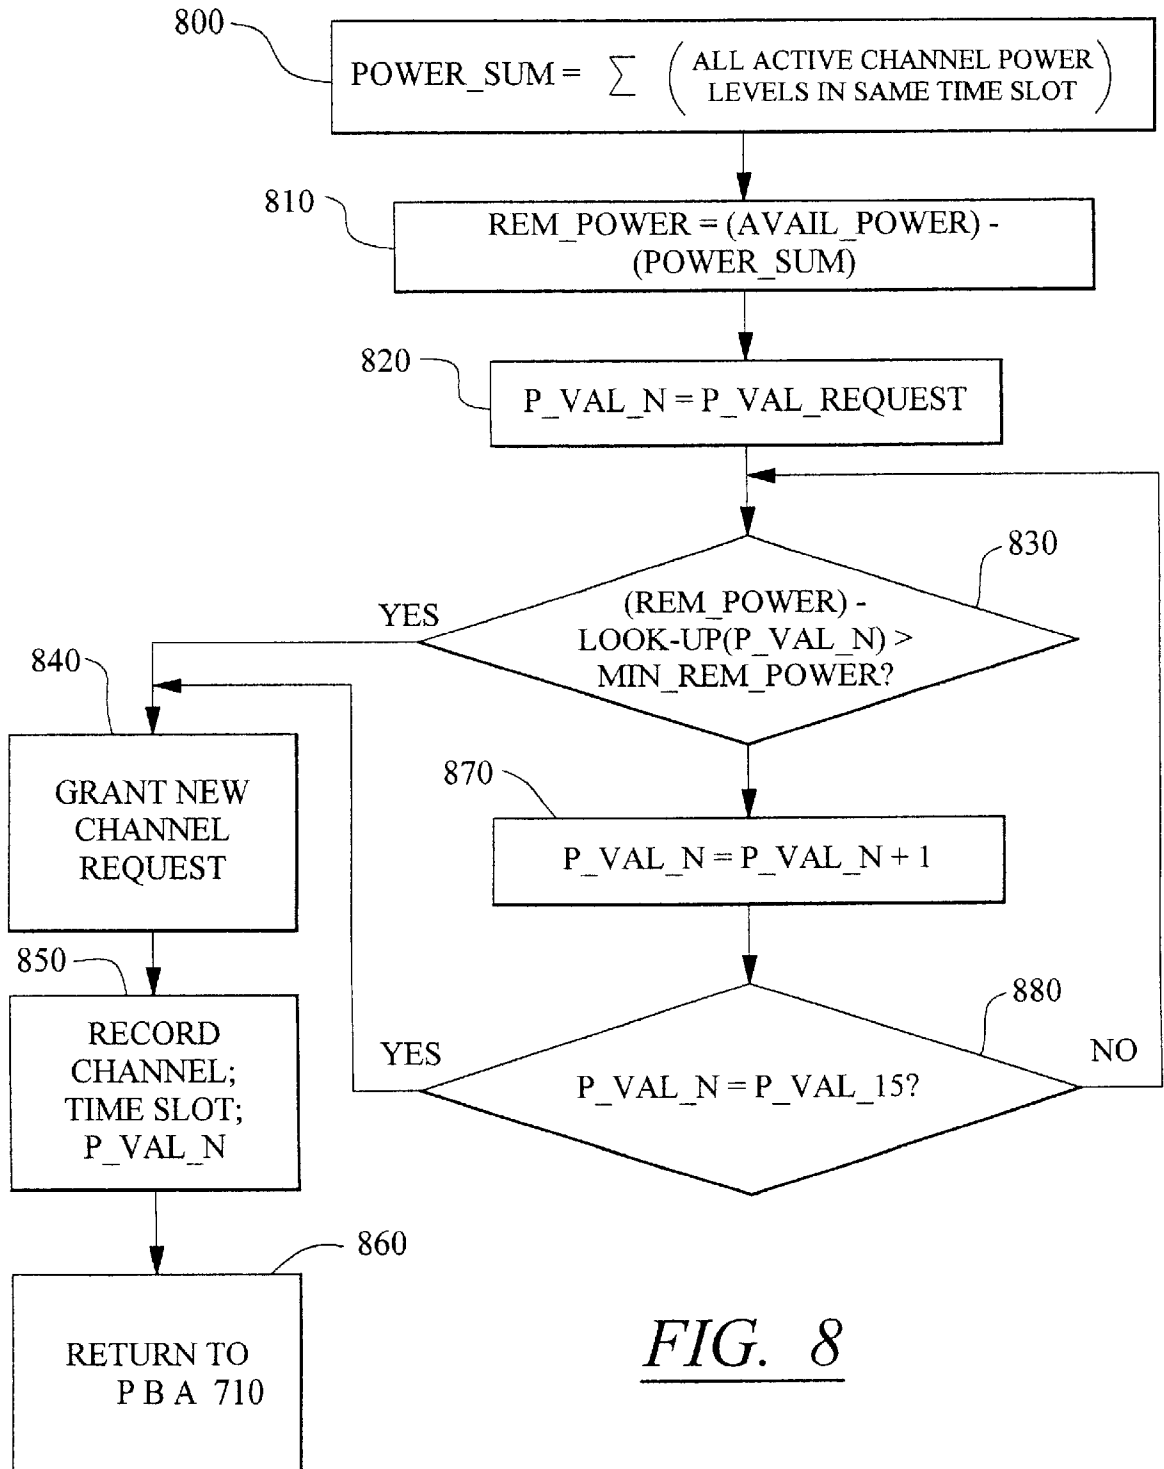 800
POWER_SUM = ∑ (ALL ACTIVE CHANNEL POWER
LEVELS IN SAME TIME SLOT)
810
REM_POWER = (AVAIL_POWER) -
(POWER_SUM)
820
P_VAL_N = P_VAL_REQUEST
830
YES
(REM_POWER) -
LOOK-UP(P_VAL_N) >
MIN_REM_POWER?
840
GRANT NEW
CHANNEL
REQUEST
870
P_VAL_N = P_VAL_N + 1
850
RECORD
CHANNEL;
TIME SLOT;
P_VAL_N
880
YES
P_VAL_N = P_VAL_15?
NO
860
RETURN TO
P B A 710
FIG. 8